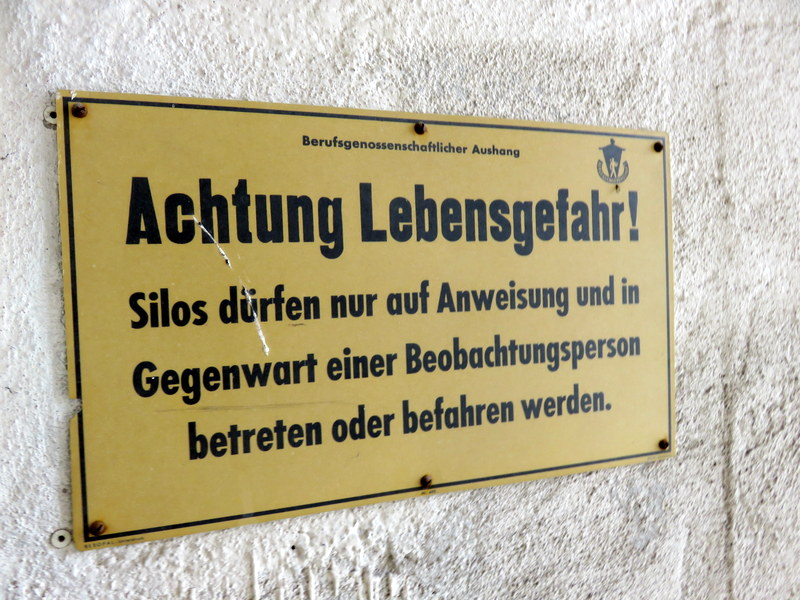 Berufsgenossenschaftlicher Aushang
Achtung Lebensgefahr!
Silos dürfen nur auf Anweisung und in
Gegenwart einer Beobachtungsperson
betreten oder befahren werden.